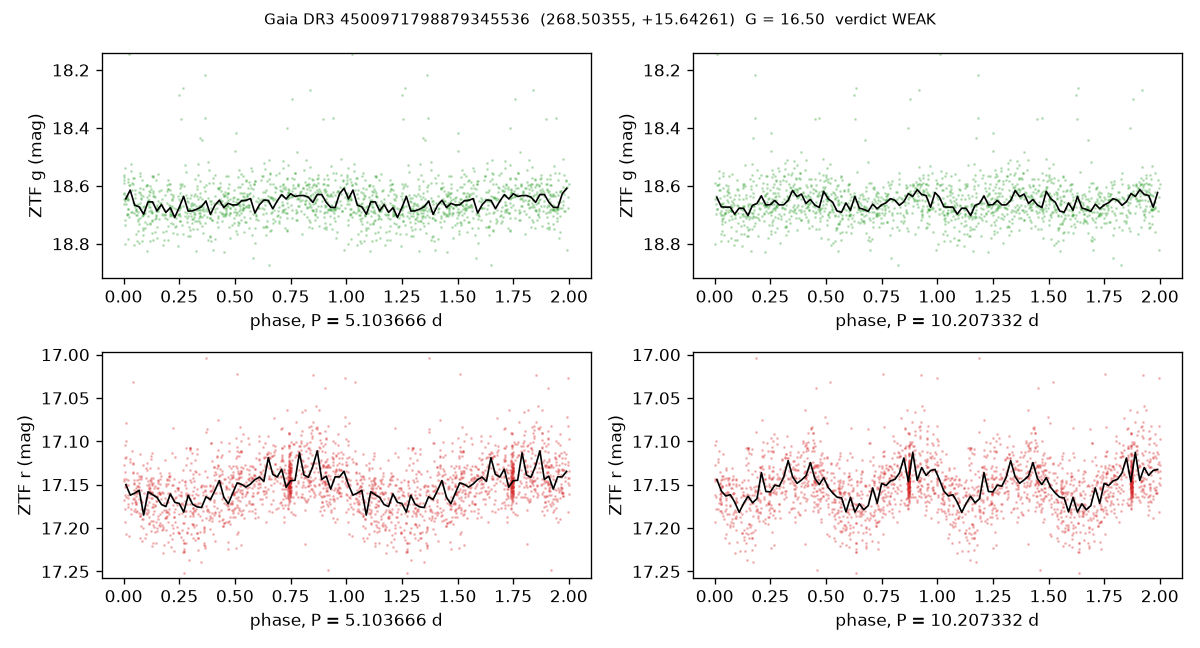 Gaia DR3 4500971798879345536  (268.50355, +15.64261)  G = 16.50  verdict WEAK
ZTF g (mag)
18.2
18.4
18.6
18.8
0.00 0.25 0.50 0.75 1.00 1.25 1.50 1.75 2.00
phase, P = 5.103666 d
ZTF g (mag)
18.2
18.4
18.6
18.8
0.00 0.25 0.50 0.75 1.00 1.25 1.50 1.75 2.00
phase, P = 10.207332 d
ZTF r (mag)
17.00
17.05
17.10
17.15
17.20
17.25
0.00 0.25 0.50 0.75 1.00 1.25 1.50 1.75 2.00
phase, P = 5.103666 d
ZTF r (mag)
17.00
17.05
17.10
17.15
17.20
17.25
0.00 0.25 0.50 0.75 1.00 1.25 1.50 1.75 2.00
phase, P = 10.207332 d